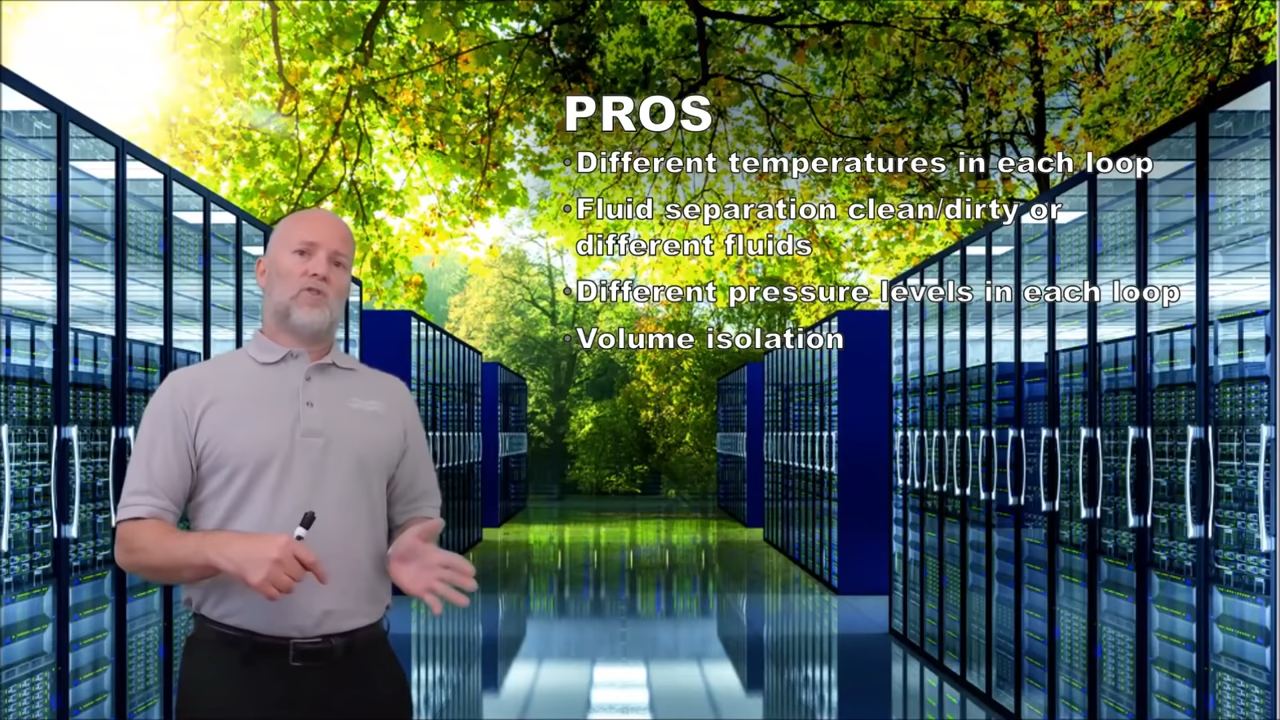 PROS
•Different temperatures in each loop
•Fluid separation clean/dirty or
different fluids
•Different pressure levels in each loop
•Volume isolation